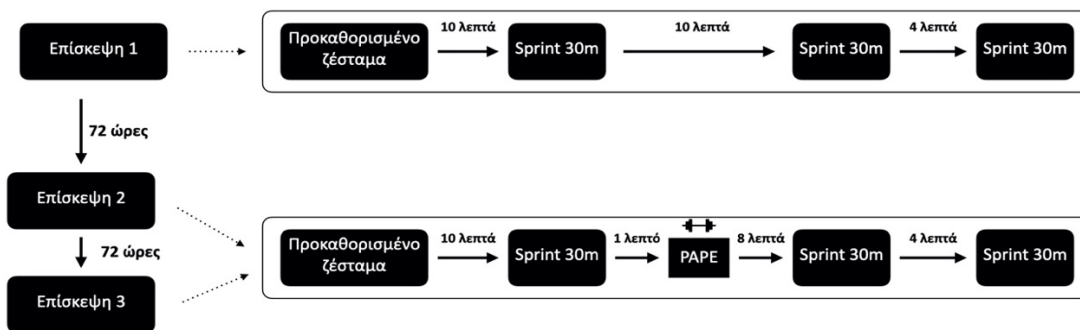 Επίσκεψη 1
Προκαθορισμένο
ζέσταμα
10 λεπτά
Sprint 30m
10 λεπτά
Sprint 30m
4 λεπτά
Sprint 30m
72 ώρες
Επίσκεψη 2
72 ώρες
Επίσκεψη 3
Προκαθορισμένο
ζέσταμα
10 λεπτά
Sprint 30m
1 λεπτό
PAPE
8 λεπτά
Sprint 30m
4 λεπτά
Sprint 30m